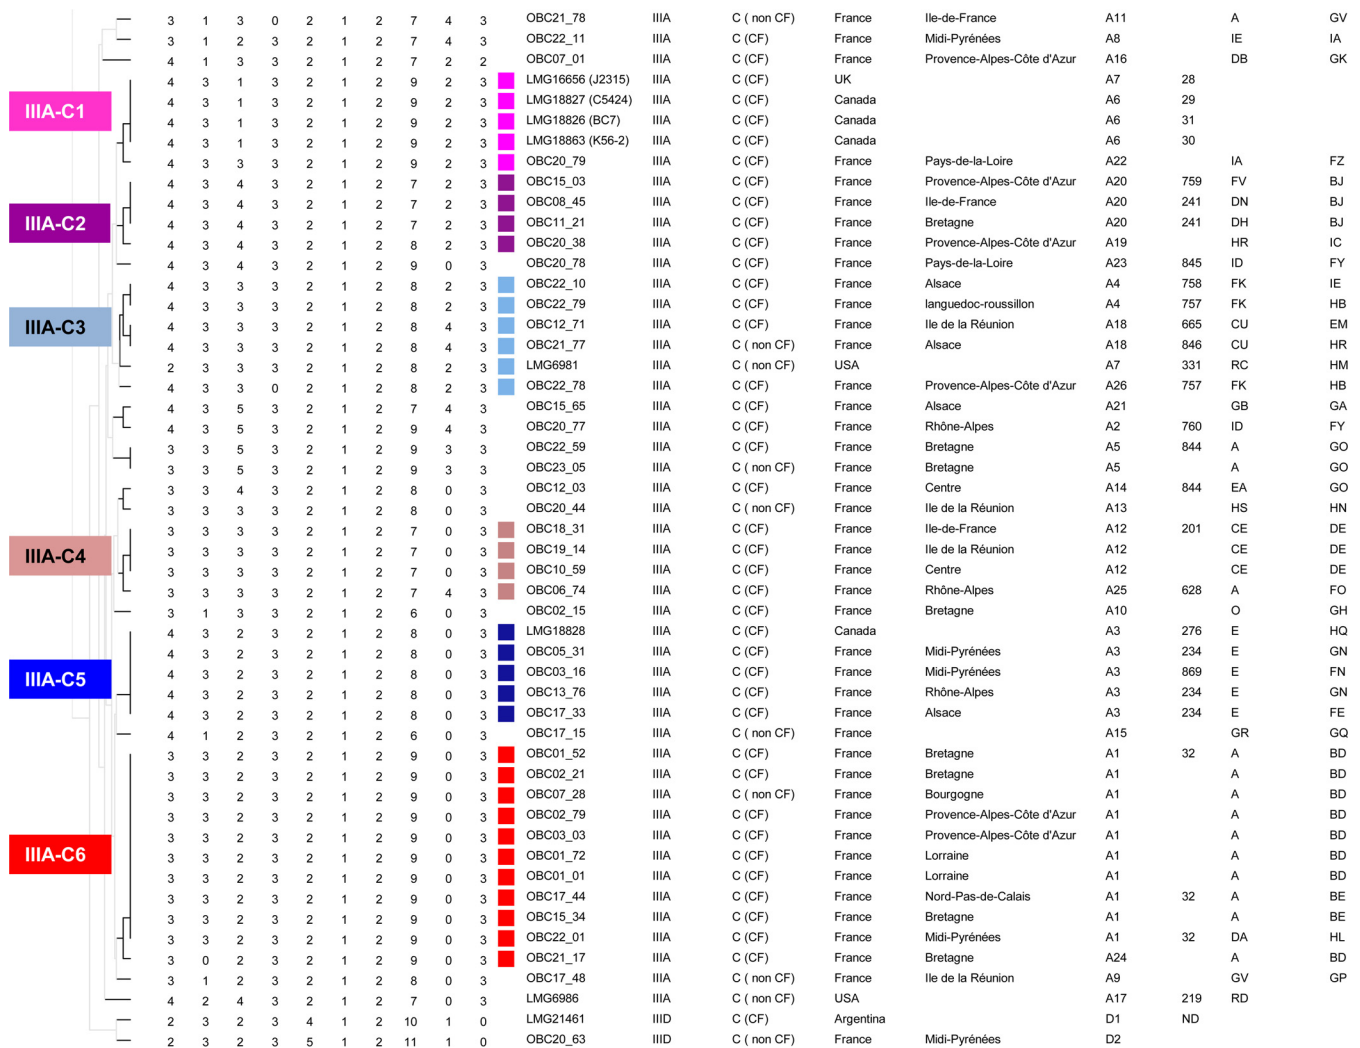 3 1 3 0 2 1 2 7 4 3 OBC21_78 IIIA C ( non CF) France Ile-de-France A11 A GV
3 1 2 3 2 1 2 7 4 3 OBC22_11 IIIA C (CF) France Midi-Pyrénées A8 IE IA
4 1 3 3 2 1 2 7 2 2 OBC07_01 IIIA C (CF) France Provence-Alpes-Côte d'Azur A16 DB GK
4 3 1 3 2 1 2 9 2 3 LMG16656 (J2315) IIIA C (CF) UK A7 28
IIIA-C1
4 3 1 3 2 1 2 9 2 3 LMG18827 (C5424) IIIA C (CF) Canada A6 29
4 3 1 3 2 1 2 9 2 3 LMG18826 (BC7) IIIA C (CF) Canada A6 31
4 3 1 3 2 1 2 9 2 3 LMG18863 (K56-2) IIIA C (CF) Canada A6 30
4 3 3 3 2 1 2 9 2 3 OBC20_79 IIIA C (CF) France Pays-de-la-Loire A22 IA FZ
4 3 4 3 2 1 2 7 2 3 OBC15_03 IIIA C (CF) France Provence-Alpes-Côte d'Azur A20 759 FV BJ
4 3 4 3 2 1 2 7 2 3 OBC08_45 IIIA C (CF) France Ile-de-France A20 241 DN BJ
IIIA-C2
4 3 4 3 2 1 2 7 2 3 OBC11_21 IIIA C (CF) France Bretagne A20 241 DH BJ
4 3 4 3 2 1 2 8 2 3 OBC20_38 IIIA C (CF) France Provence-Alpes-Côte d'Azur A19 HR IC
4 3 4 3 2 1 2 9 0 3 OBC20_78 IIIA C (CF) France Pays-de-la-Loire A23 845 ID FY
4 3 3 3 2 1 2 8 2 3 OBC22_10 IIIA C (CF) France Alsace A4 758 FK IE
4 3 3 3 2 1 2 8 2 3 OBC22_79 IIIA C (CF) France languedoc-roussillon A4 757 FK HB
IIIA-C3
4 3 3 3 2 1 2 8 4 3 OBC12_71 IIIA C (CF) France Ile de la Réunion A18 665 CU EM
4 3 3 3 2 1 2 8 4 3 OBC21_77 IIIA C ( non CF) France Alsace A18 846 CU HR
2 3 3 3 2 1 2 8 2 3 LMG6981 IIIA C ( non CF) USA A7 331 RC HM
4 3 3 0 2 1 2 8 2 3 OBC22_78 IIIA C (CF) France Provence-Alpes-Côte d'Azur A26 757 FK HB
4 3 5 3 2 1 2 7 4 3 OBC15_65 IIIA C (CF) France Alsace A21 GB GA
4 3 5 3 2 1 2 9 4 3 OBC20_77 IIIA C (CF) France Rhône-Alpes A2 760 ID FY
3 3 5 3 2 1 2 9 3 3 OBC22_59 IIIA C (CF) France Bretagne A5 844 A GO
3 3 5 3 2 1 2 9 3 3 OBC23_05 IIIA C ( non CF) France Bretagne A5 A GO
3 3 4 3 2 1 2 8 0 3 OBC12_03 IIIA C (CF) France Centre A14 844 EA GO
3 3 3 3 2 1 2 8 0 3 OBC20_44 IIIA C ( non CF) France Ile de la Réunion A13 HS HN
3 3 3 3 2 1 2 7 0 3 OBC18_31 IIIA C (CF) France Ile-de-France A12 201 CE DE
IIIA-C4
3 3 3 3 2 1 2 7 0 3 OBC19_14 IIIA C (CF) France Ile de la Réunion A12 CE DE
3 3 3 3 2 1 2 7 0 3 OBC10_59 IIIA C (CF) France Centre A12 CE DE
3 3 3 3 2 1 2 7 4 3 OBC06_74 IIIA C (CF) France Rhône-Alpes A25 628 A FO
3 1 3 3 2 1 2 6 0 3 OBC02_15 IIIA C (CF) France Bretagne A10 O GH
4 3 2 3 2 1 2 8 0 3 LMG18828 IIIA C (CF) Canada A3 276 E HQ
4 3 2 3 2 1 2 8 0 3 OBC05_31 IIIA C (CF) France Midi-Pyrénées A3 234 E GN
IIIA-C5
4 3 2 3 2 1 2 8 0 3 OBC03_16 IIIA C (CF) France Midi-Pyrénées A3 869 E FN
4 3 2 3 2 1 2 8 0 3 OBC13_76 IIIA C (CF) France Rhône-Alpes A3 234 E GN
4 3 2 3 2 1 2 8 0 3 OBC17_33 IIIA C (CF) France Alsace A3 234 E FE
4 1 2 3 2 1 2 6 0 3 OBC17_15 IIIA C ( non CF) France A15 GR GQ
3 3 2 3 2 1 2 9 0 3 OBC01_52 IIIA C (CF) France Bretagne A1 32 A BD
3 3 2 3 2 1 2 9 0 3 OBC02_21 IIIA C (CF) France Bretagne A1 A BD
3 3 2 3 2 1 2 9 0 3 OBC07_28 IIIA C ( non CF) France Bourgogne A1 A BD
3 3 2 3 2 1 2 9 0 3 OBC02_79 IIIA C (CF) France Provence-Alpes-Côte d'Azur A1 A BD
3 3 2 3 2 1 2 9 0 3 OBC03_03 IIIA C (CF) France Provence-Alpes-Côte d'Azur A1 A BD
IIIA-C6
3 3 2 3 2 1 2 9 0 3 OBC01_72 IIIA C (CF) France Lorraine A1 A BD
3 3 2 3 2 1 2 9 0 3 OBC01_01 IIIA C (CF) France Lorraine A1 A BD
3 3 2 3 2 1 2 9 0 3 OBC17_44 IIIA C (CF) France Nord-Pas-de-Calais A1 32 A BE
3 3 2 3 2 1 2 9 0 3 OBC15_34 IIIA C (CF) France Bretagne A1 A BE
3 3 2 3 2 1 2 9 0 3 OBC22_01 IIIA C (CF) France Midi-Pyrénées A1 32 DA HL
3 0 2 3 2 1 2 9 0 3 OBC21_17 IIIA C (CF) France Bretagne A24 A BD
3 1 2 3 2 1 2 8 0 3 OBC17_48 IIIA C ( non CF) France Ile de la Réunion A9 GV GP
4 2 4 3 2 1 2 7 0 3 LMG6986 IIIA C ( non CF) USA A17 219 RD
2 3 2 3 4 1 2 10 1 0 LMG21461 IIID C (CF) Argentina D1 ND
2 3 2 3 5 1 2 11 1 0 OBC20_63 IIID C ( non CF) France Midi-Pyrénées D2